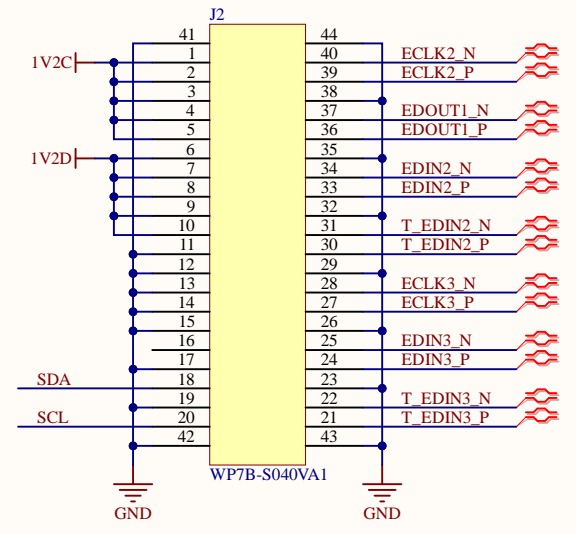 J2
41 44
1V2C 1 40 ECLK2_N
2 39 ECLK2_P
3 38
4 37 EDOUT1_N
5 36 EDOUT1_P
1V2D 6 35
7 34 EDIN2_N
8 33 EDIN2_P
9 32
10 31 T_EDIN2_N
11 30 T_EDIN2_P
12 29
13 28 ECLK3_N
14 27 ECLK3_P
15 26
16 25 EDIN3_N
17 24 EDIN3_P
SDA 18 23
19 22 T_EDIN3_N
SCL 20 21 T_EDIN3_P
42 43
WP7B-S040VA1
GND GND